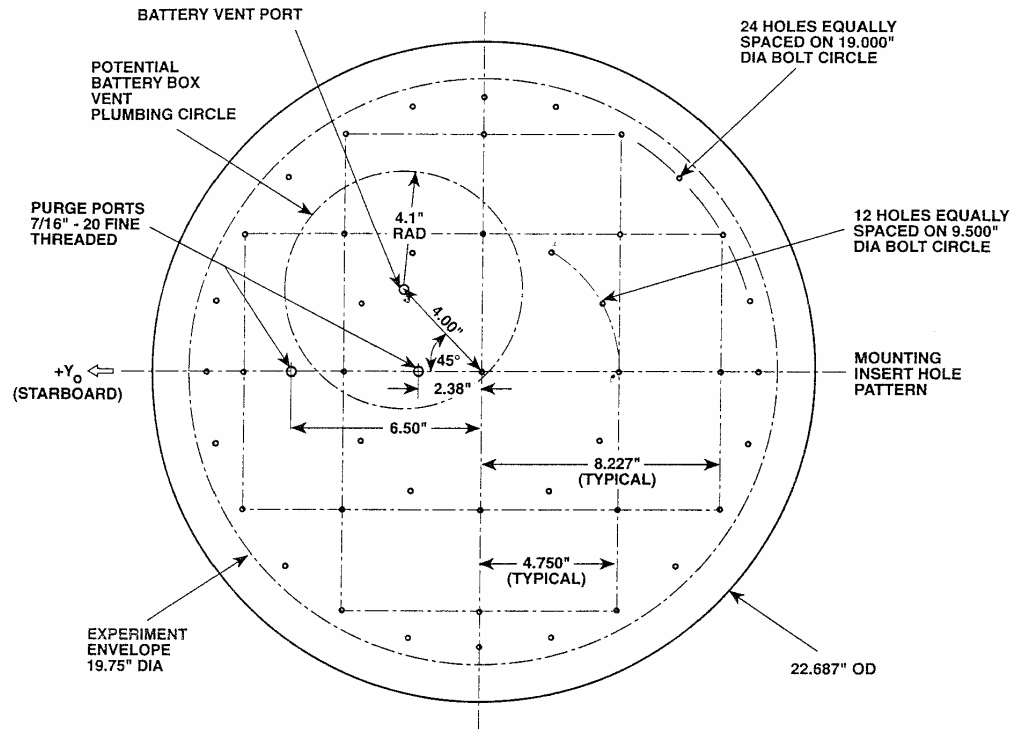 BATTERY VENT PORT
24 HOLES EQUALLY
SPACED ON 19.000"
DIA BOLT CIRCLE
POTENTIAL
BATTERY BOX
VENT
PLUMBING CIRCLE
PURGE PORTS
7/16" - 20 FINE
THREADED
4.1"
RAD
12 HOLES EQUALLY
SPACED ON 9.500"
DIA BOLT CIRCLE
4.00"
45°
+Yo
(STARBOARD)
2.38"
MOUNTING
INSERT HOLE
PATTERN
6.50"
8.227"
(TYPICAL)
4.750"
(TYPICAL)
EXPERIMENT
ENVELOPE
19.75" DIA
22.687" OD